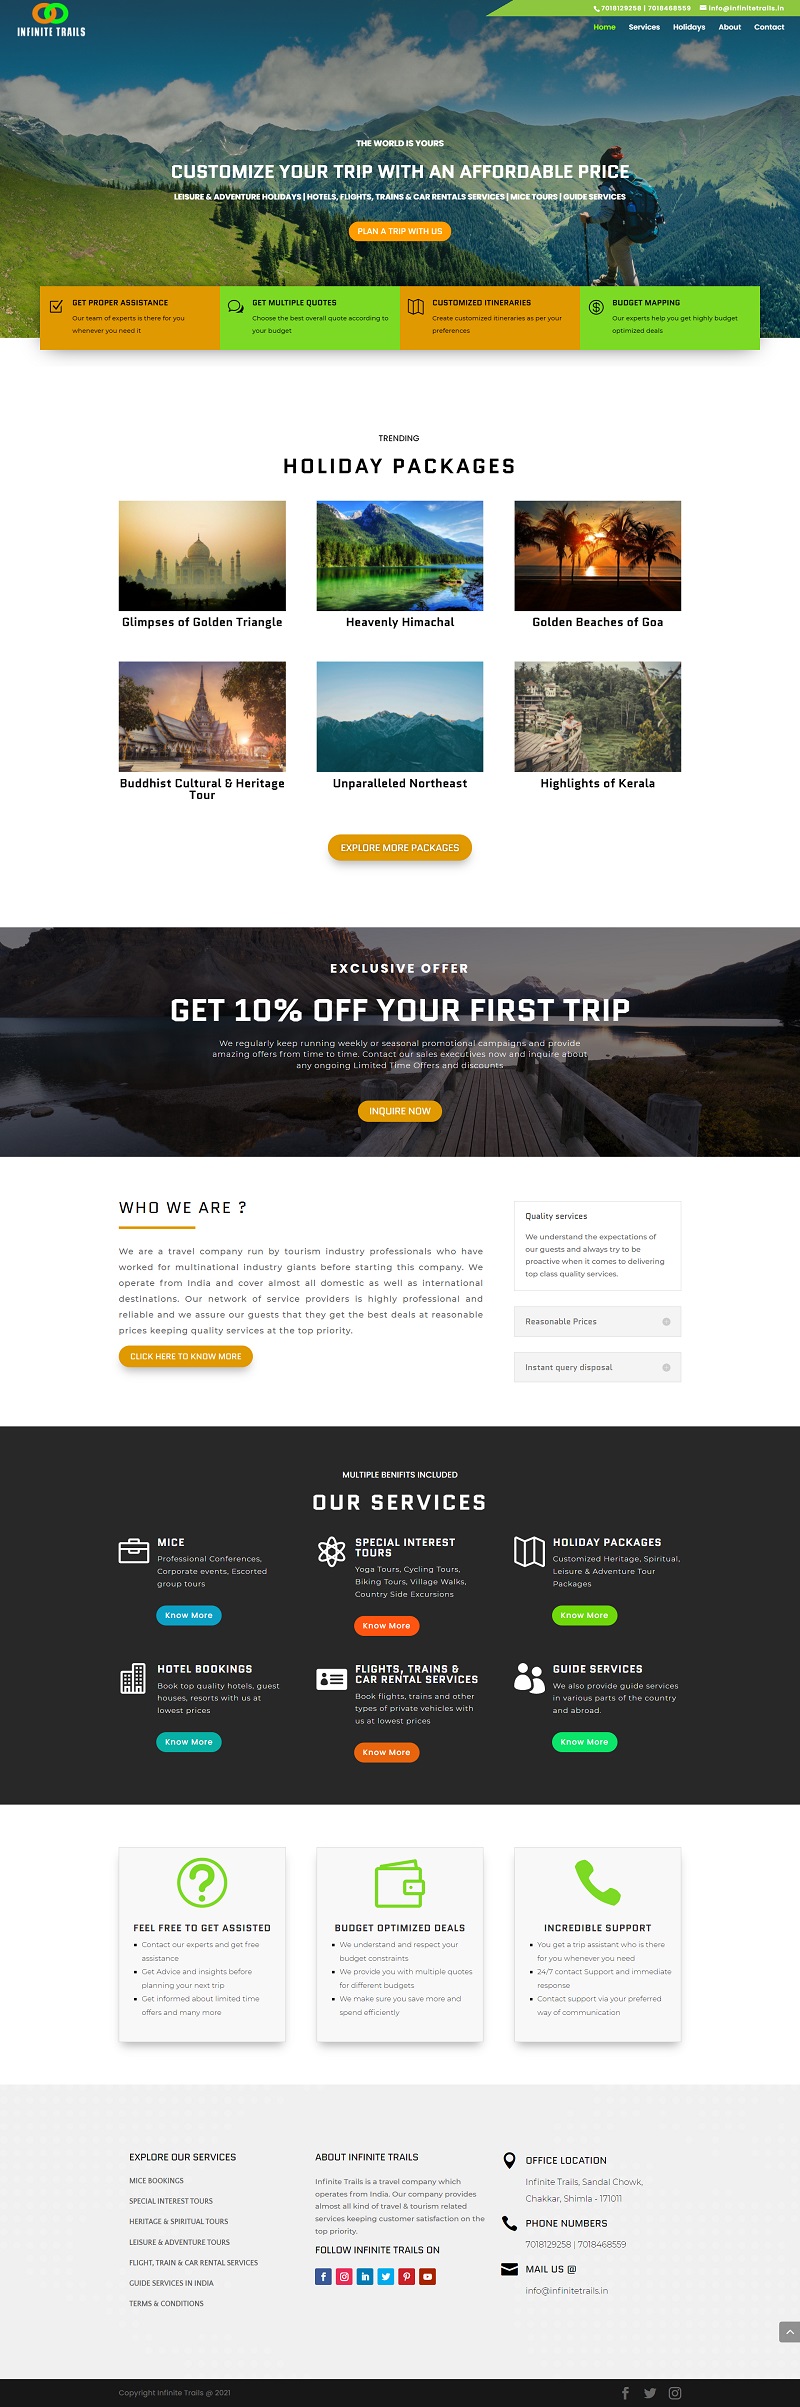 7018129258 | 7018468559 info@infinitetrails.in
INFINITE TRAILS
Home Services Holidays About Contact
THE WORLD IS YOURS
CUSTOMIZE YOUR TRIP WITH AN AFFORDABLE PRICE
LEISURE & ADVENTURE HOLIDAYS | HOTELS, FLIGHTS, TRAINS & CAR RENTALS SERVICES | MICE TOURS | GUIDE SERVICES
PLAN A TRIP WITH US
GET PROPER ASSISTANCE
Our team of experts is there for you
whenever you need it
GET MULTIPLE QUOTES
Choose the best overall quote according to
your budget
CUSTOMIZED ITINERARIES
Create customized itineraries as per your
preferences
BUDGET MAPPING
Our experts help you get highly budget
optimized deals
TRENDING
HOLIDAY PACKAGES
Glimpses of Golden Triangle
Heavenly Himachal
Golden Beaches of Goa
Buddhist Cultural & Heritage
Tour
Unparalleled Northeast
Highlights of Kerala
EXPLORE MORE PACKAGES
EXCLUSIVE OFFER
GET 10% OFF YOUR FIRST TRIP
We regularly keep running weekly or seasonal promotional campaigns and provide
amazing offers from time to time. Contact our sales executives now and inquire about
any ongoing Limited Time Offers and discounts
INQUIRE NOW
WHO WE ARE ?
We are a travel company run by tourism industry professionals who have
worked for multinational industry giants before starting this company. We
operate from India and cover almost all domestic as well as international
destinations. Our network of service providers is highly professional and
reliable and we assure our guests that they get the best deals at reasonable
prices keeping quality services at the top priority.
CLICK HERE TO KNOW MORE
Quality services
We understand the expectations of
our guests and always try to be
proactive when it comes to delivering
top class quality services.
Reasonable Prices
Instant query disposal
MULTIPLE BENIFITS INCLUDED
OUR SERVICES
MICE
Professional Conferences,
Corporate events, Escorted
group tours
Know More
SPECIAL INTEREST
TOURS
Yoga Tours, Cycling Tours,
Biking Tours, Village Walks,
Country Side Excursions
Know More
HOLIDAY PACKAGES
Customized Heritage, Spiritual,
Leisure & Adventure Tour
Packages
Know More
HOTEL BOOKINGS
Book top quality hotels, guest
houses, resorts with us at
lowest prices
Know More
FLIGHTS, TRAINS &
CAR RENTAL SERVICES
Book flights, trains and other
types of private vehicles with
us at lowest prices
Know More
GUIDE SERVICES
We also provide guide services
in various parts of the country
and abroad.
Know More
FEEL FREE TO GET ASSISTED
Contact our experts and get free
assistance
Get Advice and insights before
planning your next trip
Get informed about limited time
offers and many more
BUDGET OPTIMIZED DEALS
We understand and respect your
budget constraints
We provide you with multiple quotes
for different budgets
We make sure you save more and
spend efficiently
INCREDIBLE SUPPORT
You get a trip assistant who is there
for you whenever you need
24/7 contact Support and immediate
response
Contact support via your preferred
way of communication
EXPLORE OUR SERVICES
MICE BOOKINGS
SPECIAL INTEREST TOURS
HERITAGE & SPIRITUAL TOURS
LEISURE & ADVENTURE TOURS
FLIGHT, TRAIN & CAR RENTAL SERVICES
GUIDE SERVICES IN INDIA
TERMS & CONDITIONS
ABOUT INFINITE TRAILS
Infinite Trails is a travel company which
operates from India. Our company provides
almost all kind of travel & tourism related
services keeping customer satisfaction on the
top priority.
FOLLOW INFINITE TRAILS ON
OFFICE LOCATION
Infinite Trails, Sandal Chowk,
Chakkar, Shimla - 171011
PHONE NUMBERS
7018129258 | 7018468559
MAIL US @
info@infinitetrails.in
Copyright Infinite Trails @ 2021